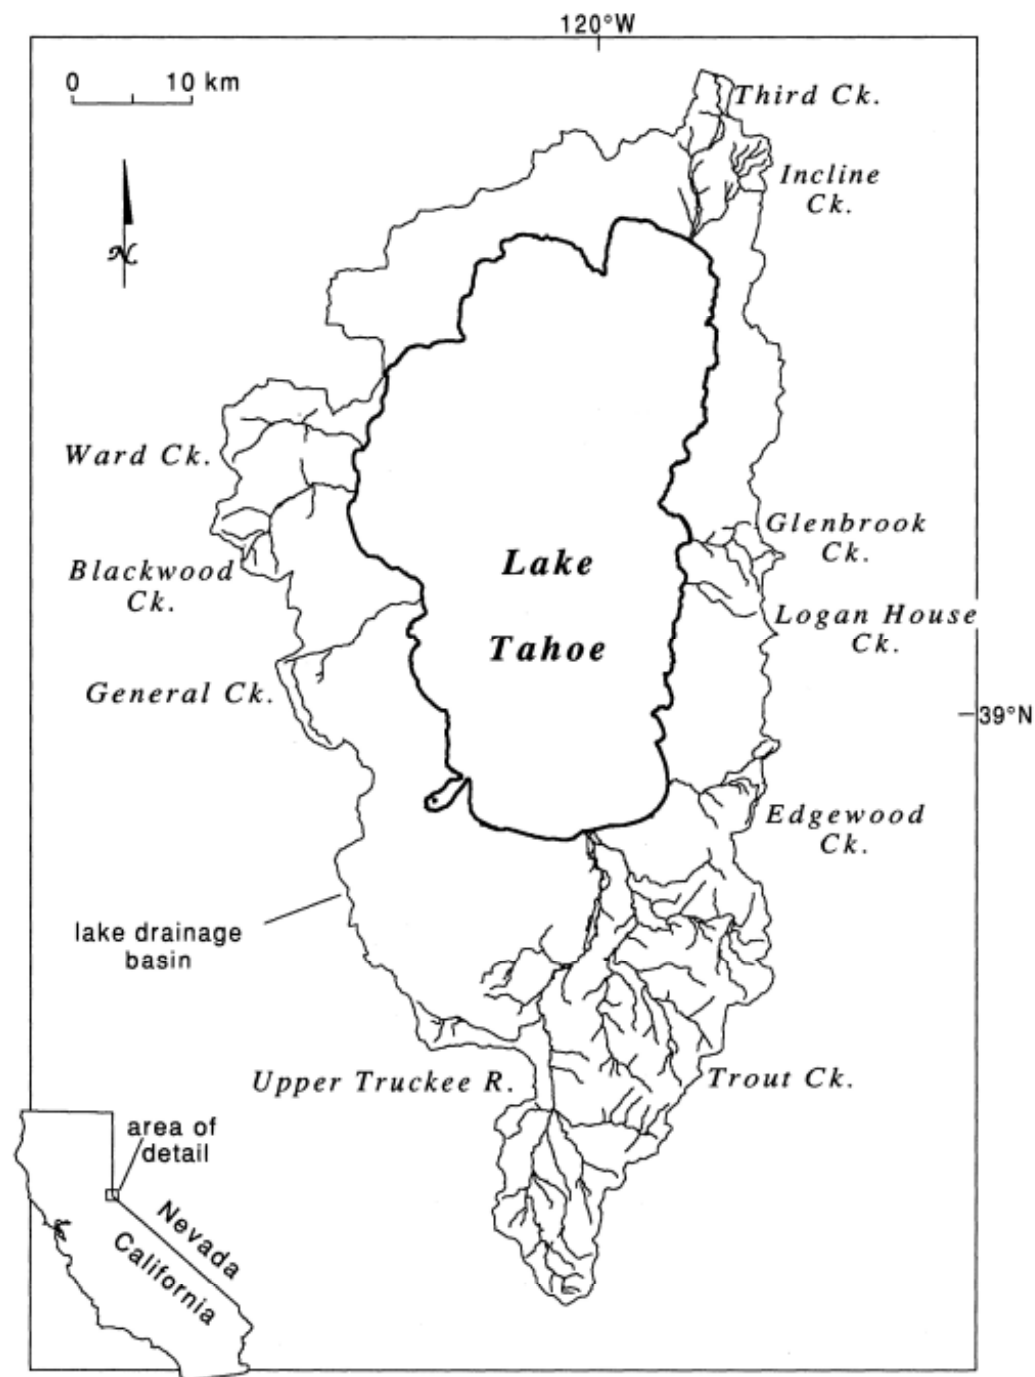 120°W
0 10 km
Third Ck.
N
Incline
Ck.
Ward Ck.
Glenbrook
Ck.
Lake
Tahoe
Blackwood
Ck.
Logan House
Ck.
General Ck.
39°N
Edgewood
Ck.
lake drainage
basin
Upper Truckee R.
Trout Ck.
area of
detail
Nevada
California